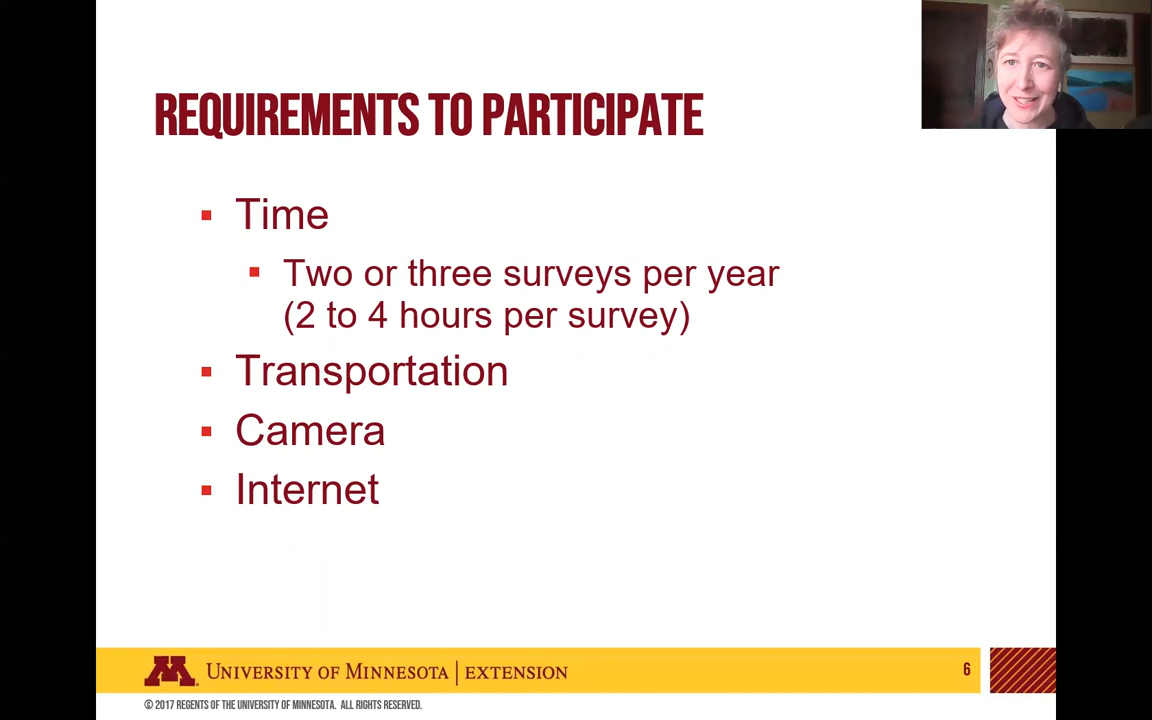 REQUIREMENTS TO PARTICIPATE
▪ Time
▪ Two or three surveys per year
(2 to 4 hours per survey)
▪ Transportation
▪ Camera
▪ Internet
M UNIVERSITY OF MINNESOTA | EXTENSION
6
© 2017 REGENTS OF THE UNIVERSITY OF MINNESOTA. ALL RIGHTS RESERVED.